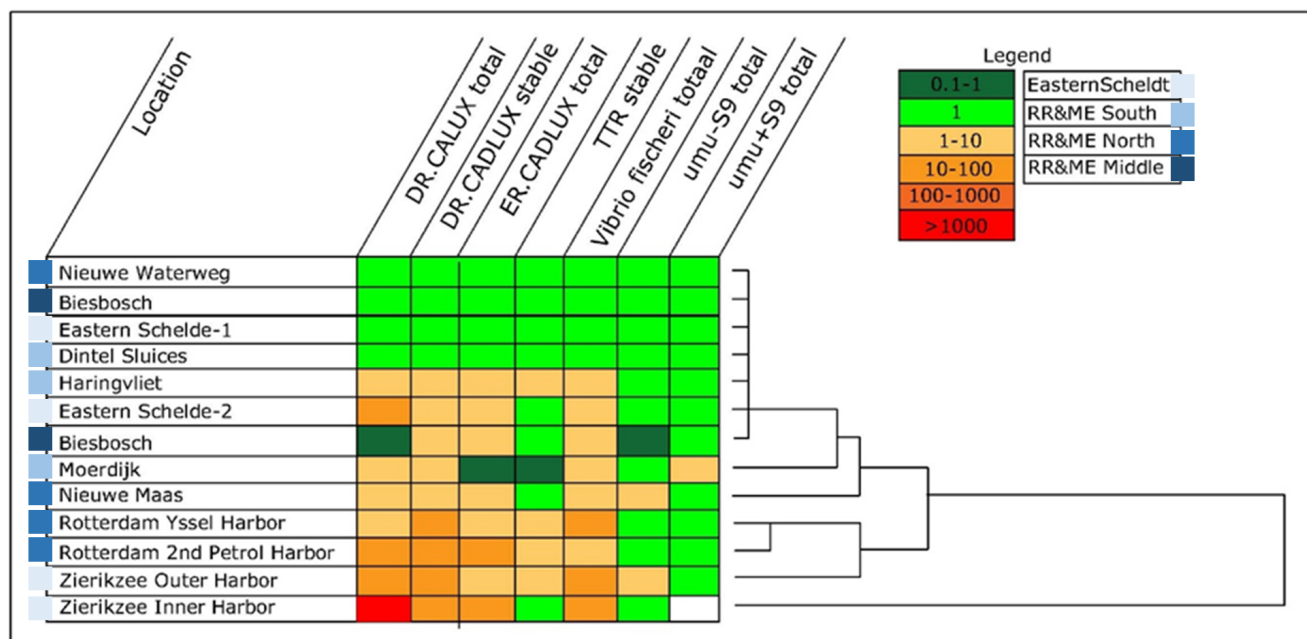 Location
DR.CALUX total
DR.CADLUX stable
ER.CADLUX total
TTR stable
Vibrio fischeri totaal
umu-S9 total
umu+S9 total
Legend
0.1-1
1
1-10
10-100
100-1000
>1000
EasternScheldt
RR&ME South
RR&ME North
RR&ME Middle
Nieuwe Waterweg
Biesbosch
Eastern Schelde-1
Dintel Sluices
Haringvliet
Eastern Schelde-2
Biesbosch
Moerdijk
Nieuwe Maas
Rotterdam Yssel Harbor
Rotterdam 2nd Petrol Harbor
Zierikzee Outer Harbor
Zierikzee Inner Harbor